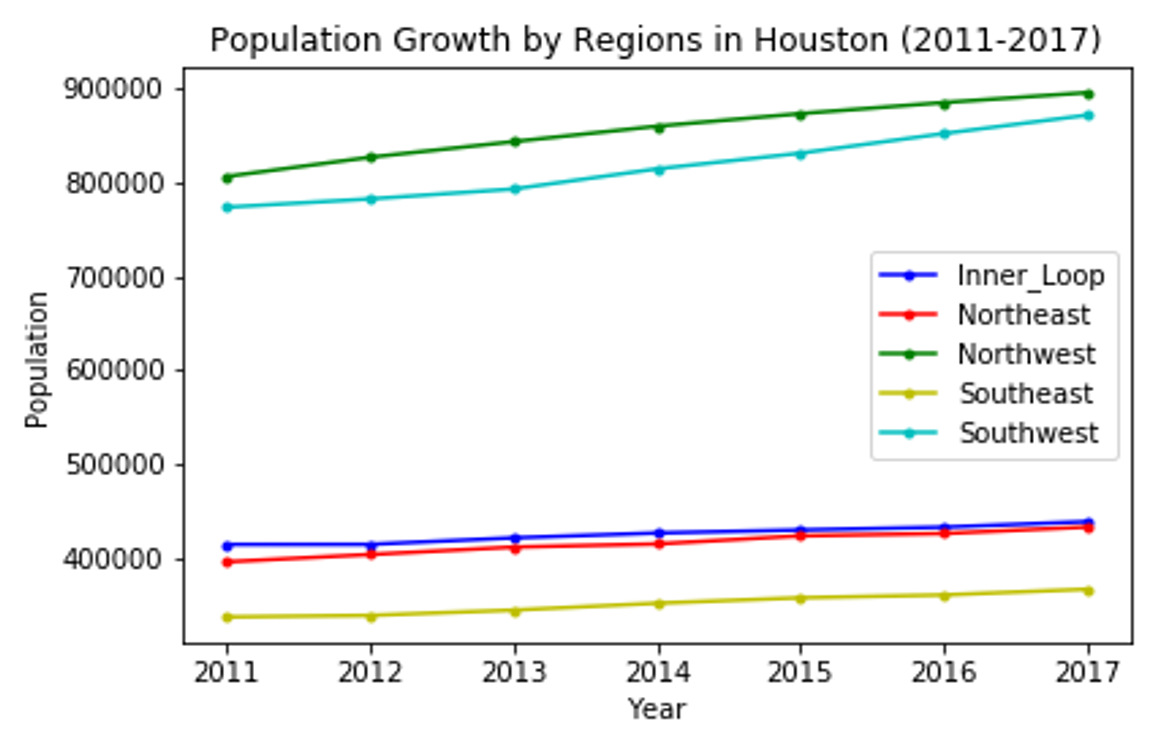 Population Growth by Regions in Houston (2011-2017)
900000
800000
700000
600000
500000
400000
Population
Inner_Loop
Northeast
Northwest
Southeast
Southwest
2011 2012 2013 2014 2015 2016 2017
Year